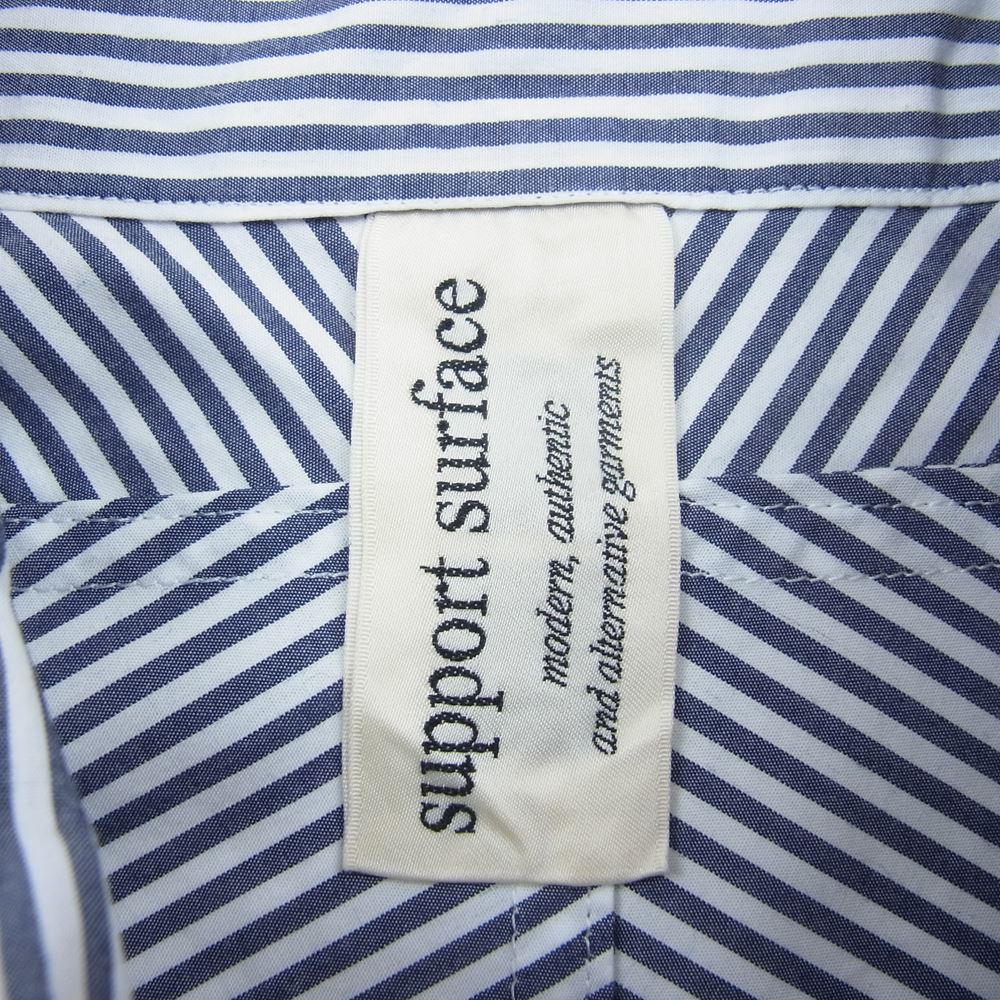 support surface
modern, authentic
and alternative garments